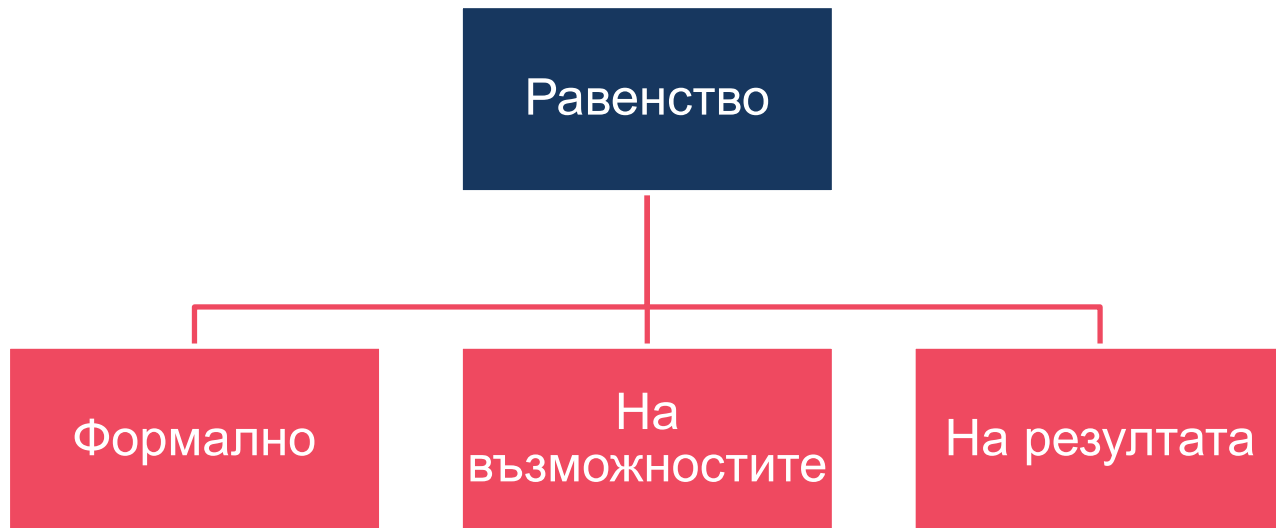 Равенство
Формално
На
възможностите
На резултата